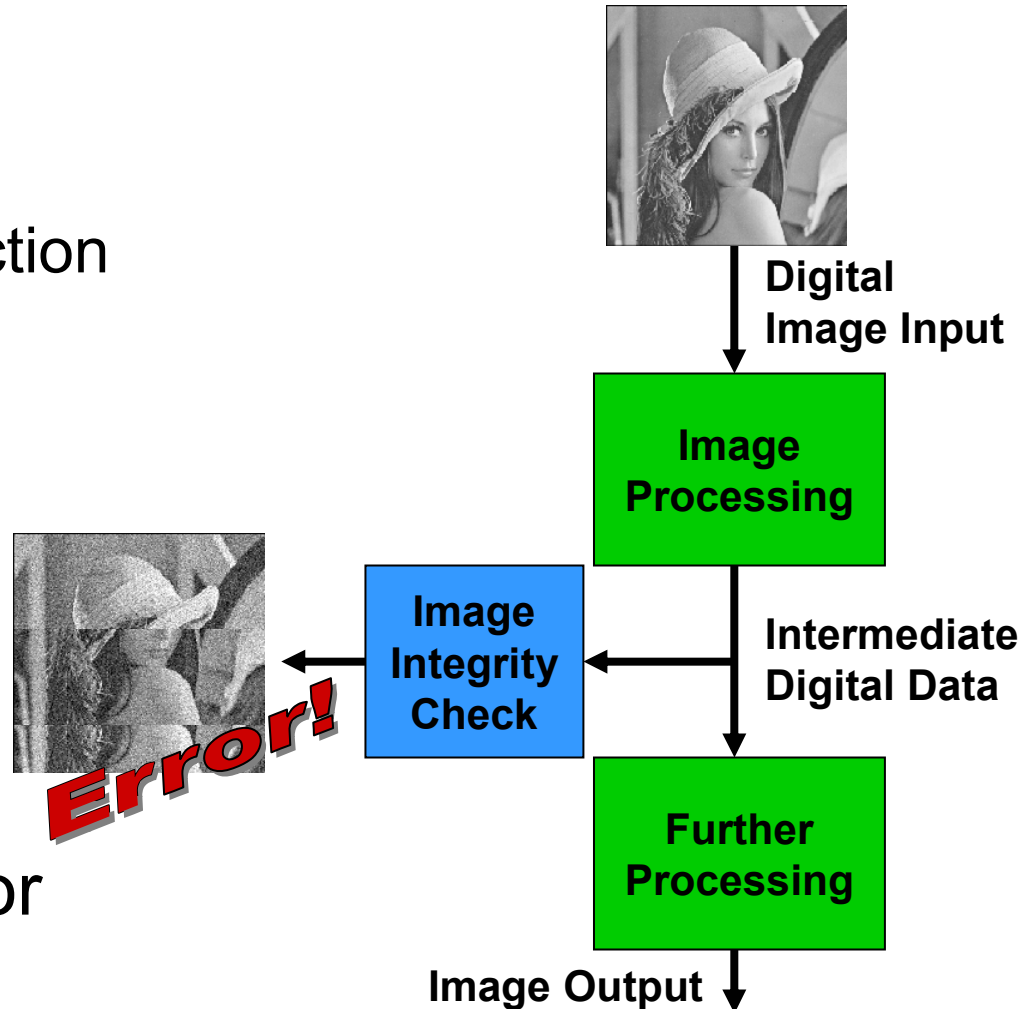 ction
Digital
Image Input
Image
Processing
Image
Integrity
Check
Intermediate
Digital Data
Error!
Further
Processing
or
Image Output